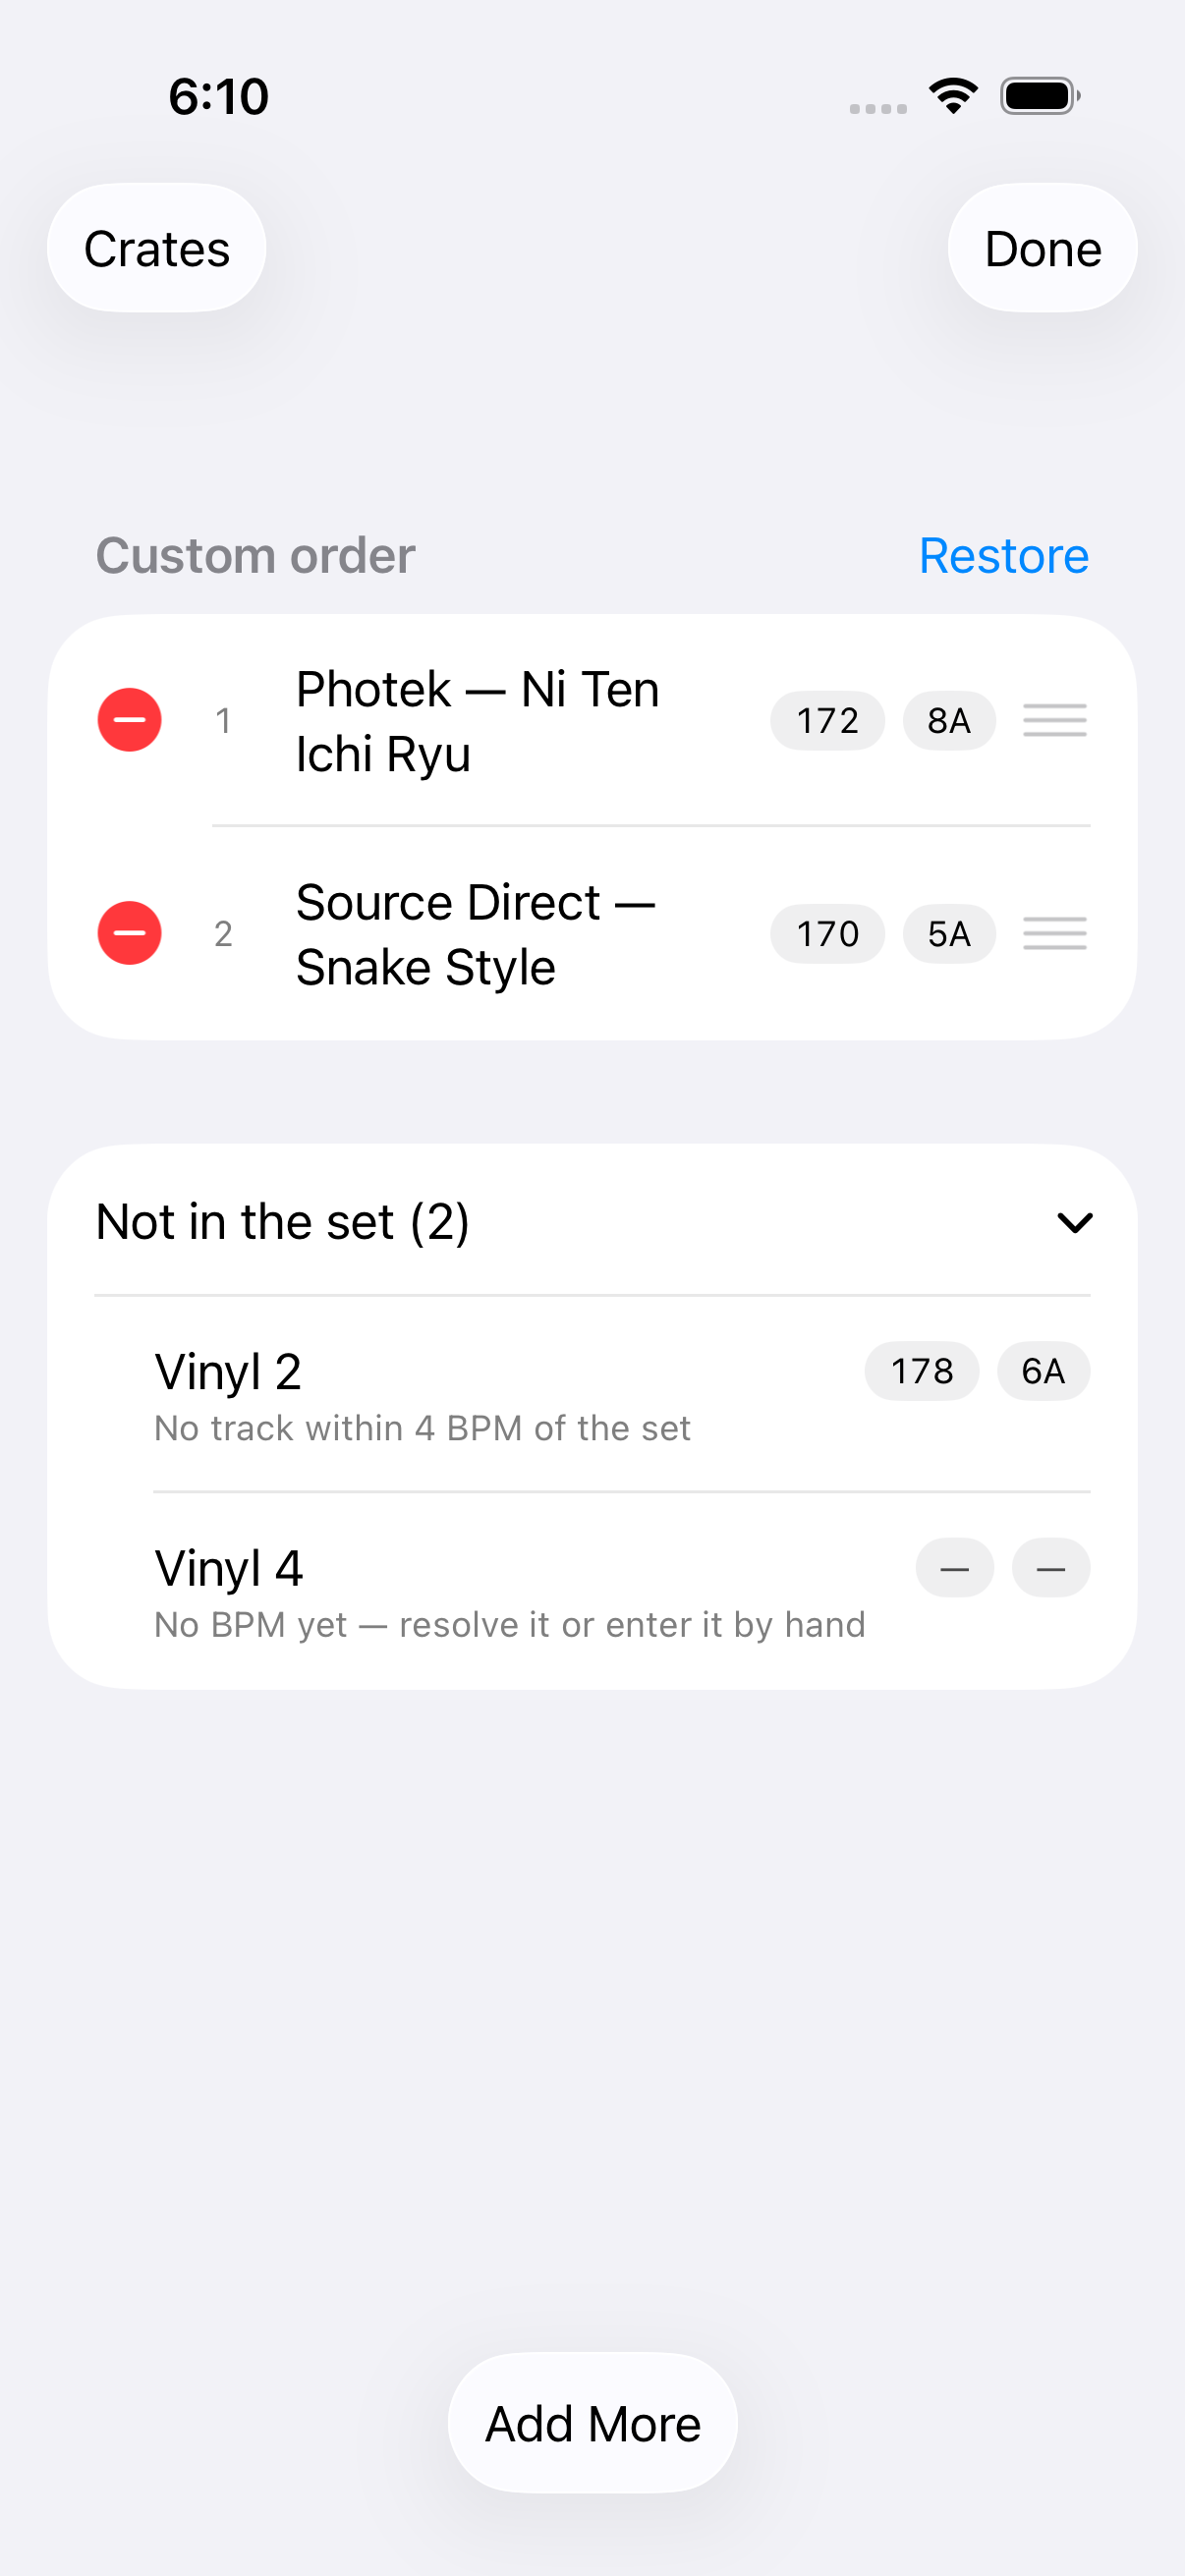 6:10
Crates
Done
Custom order
Restore
1
Photek — Ni Ten
Ichi Ryu
172
8A
2
Source Direct —
Snake Style
170
5A
Not in the set (2)
Vinyl 2
178
6A
No track within 4 BPM of the set
Vinyl 4
—
—
No BPM yet — resolve it or enter it by hand
Add More